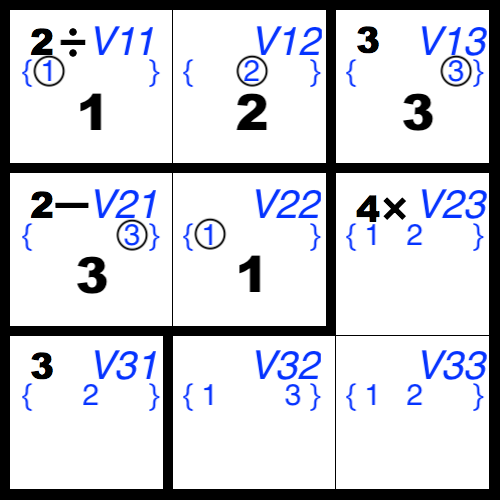 2÷ V11 V12 3 V13
{ 1 } { 2 } { 3 }
1 2 3
2− V21 V22 4× V23
{ 3 } { 1 } { 1 2 }
3 1
3 V31 V32 V33
{ 2 } { 1 3 } { 1 2 }